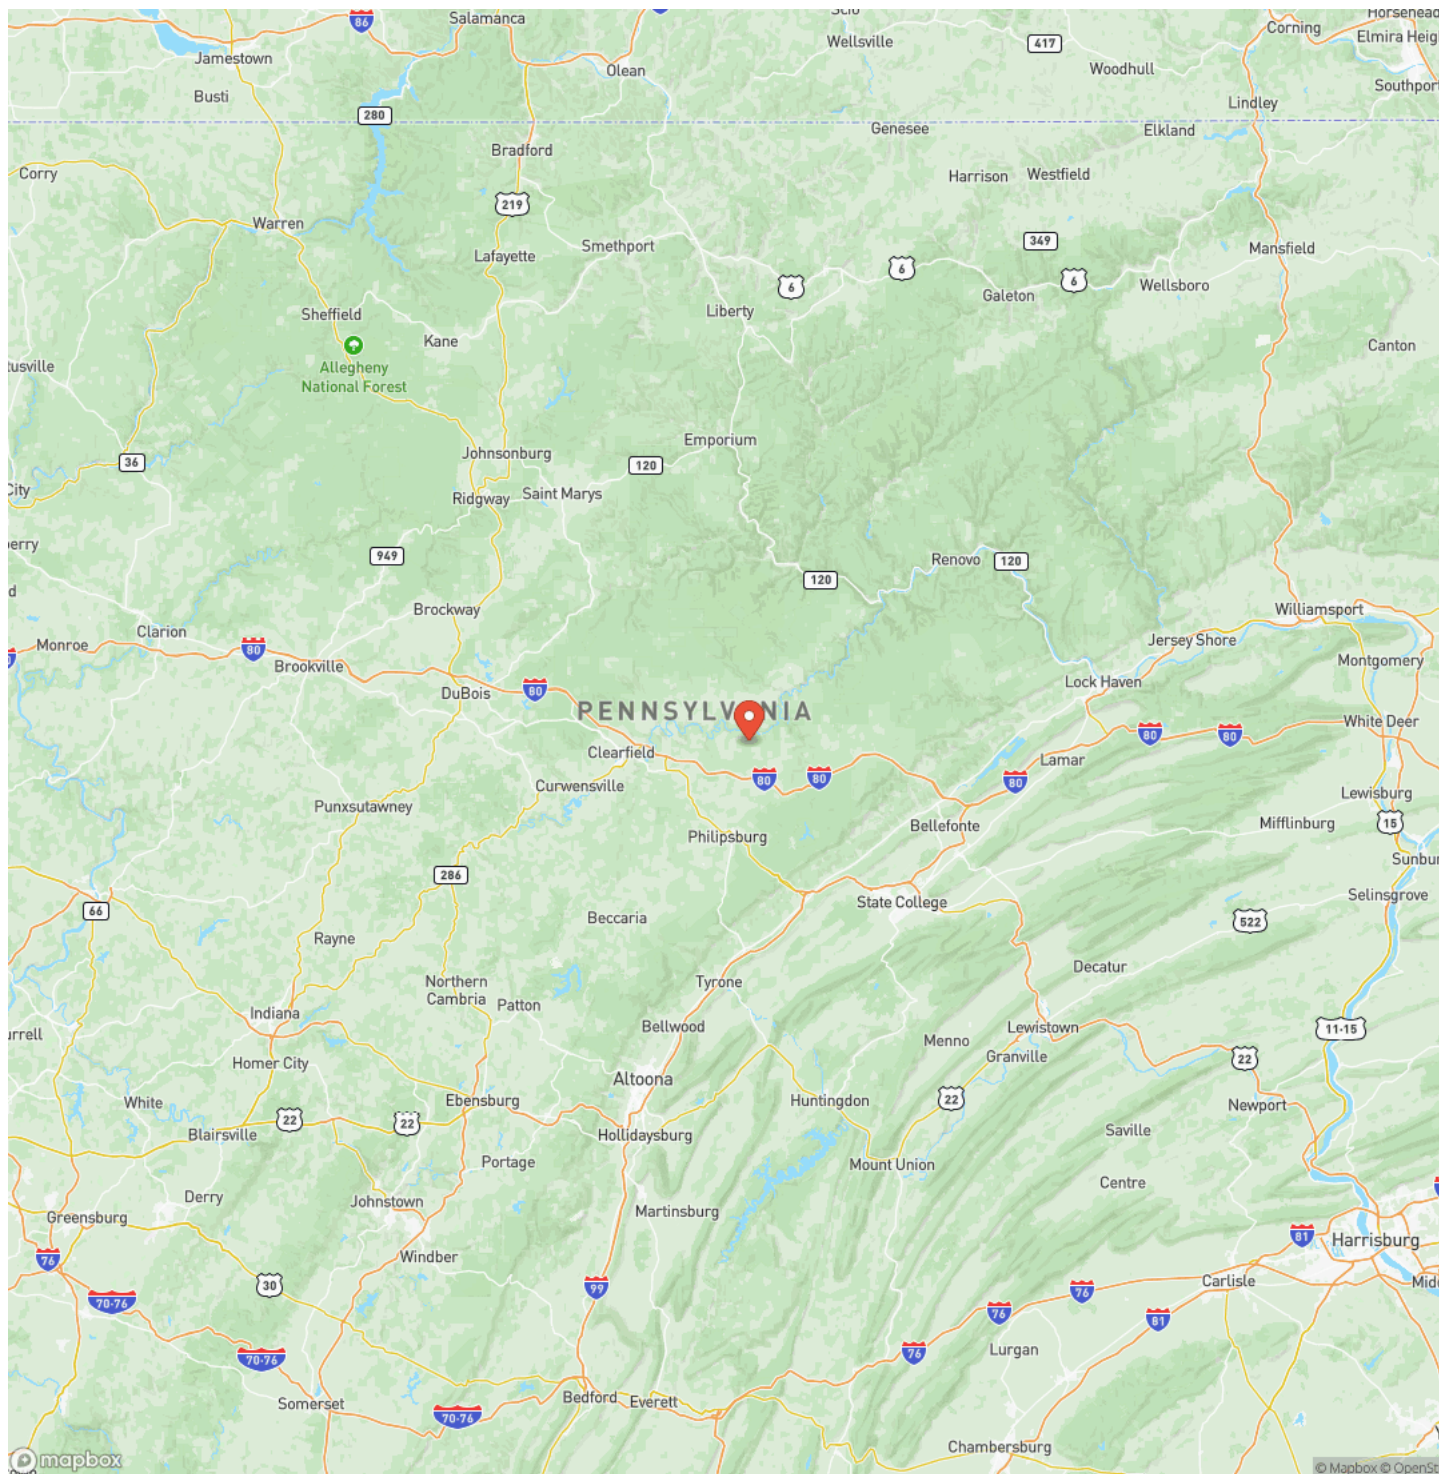 Scio
Horsehead
86
Salamanca
Wellsville
417
Corning
Elmira Heig
Jamestown
Olean
Woodhull
Southport
Busti
280
Lindley
Genesee
Elkland
Bradford
Corry
Harrison
Westfield
219
Warren
Smethport
349
Mansfield
Lafayette
6
6
6
Wellsboro
Galeton
Sheffield
Liberty
Kane
Canton
tusville
Allegheny
National Forest
Emporium
Johnsonburg
36
120
City
Ridgway
Saint Marys
erry
949
Renovo
120
120
d
Brockway
Williamsport
Clarion
Monroe
80
Jersey Shore
Brookville
Montgomery
DuBois
80
Lock Haven
PENNSYLVANIA
White Deer
80
80
Clearfield
Lamar
80
80
80
Curwensville
Lewisburg
Punxsutawney
Bellefonte
Mifflinburg
15
Philipsburg
Sunbur
286
Selinsgrove
66
State College
Beccaria
522
Rayne
Decatur
Northern
Cambria
Tyrone
Patton
Indiana
Bellwood
Lewistown
11-15
urrell
Menno
Granville
22
Homer City
Altoona
White
Ebensburg
Huntingdon
22
Newport
22
22
Blairsville
Hollidaysburg
Saville
Portage
Mount Union
Centre
Derry
Johnstown
Martinsburg
Greensburg
81
Harrisburg
Windber
76
30
99
Carlisle
Mid
70-76
76
76
81
70-76
76
Lurgan
Somerset
Bedford
Everett
70-76
Chambersburg
mapbox
© Mapbox © OpenSt